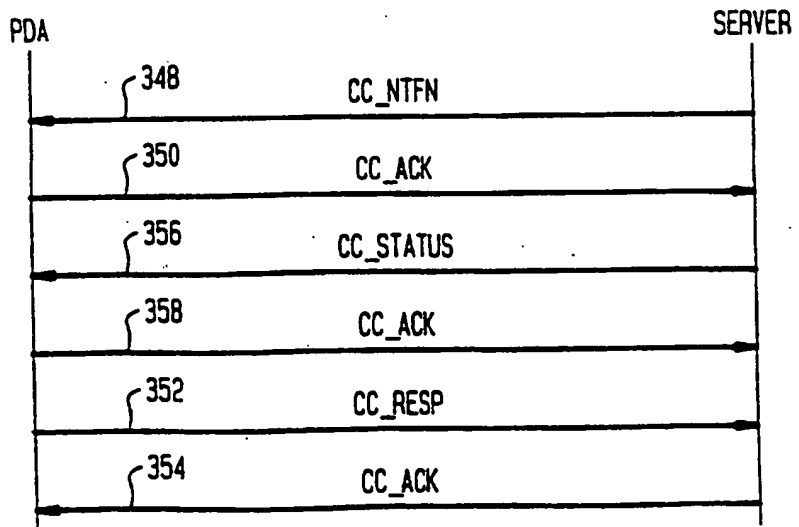 PDA
SERVER
348
CC_NTFN
350
CC_ACK
356
CC_STATUS
358
CC_ACK
352
CC_RESP
354
CC_ACK